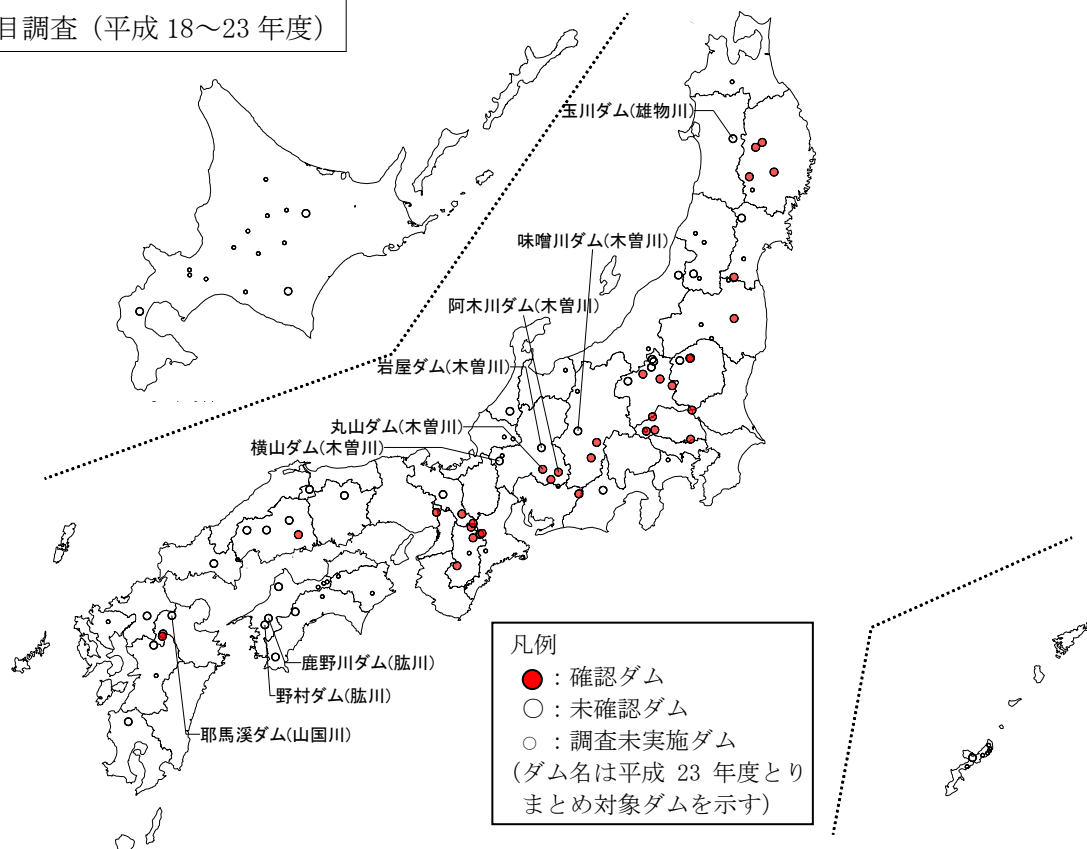 目調査（平成 18～23 年度）
玉川ダム(雄物川)
味噌川ダム(木曽川)
阿木川ダム(木曽川)
岩屋ダム(木曽川)
丸山ダム(木曽川)
横山ダム(木曽川)
鹿野川ダム(肱川)
野村ダム(肱川)
耶馬溪ダム(山国川)
凡例
●：確認ダム
○：未確認ダム
○：調査未実施ダム
(ダム名は平成 23 年度とり
まとめ対象ダムを示す)